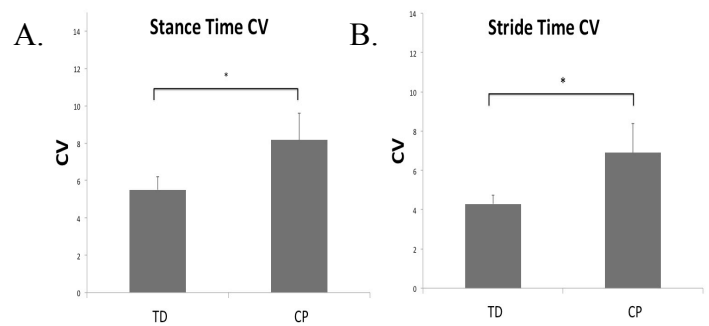 A.
Stance Time CV
14
12
10
8
6
4
2
0
CV
*
TD CP
B.
Stride Time CV
14
12
10
8
6
4
2
0
CV
*
TD CP